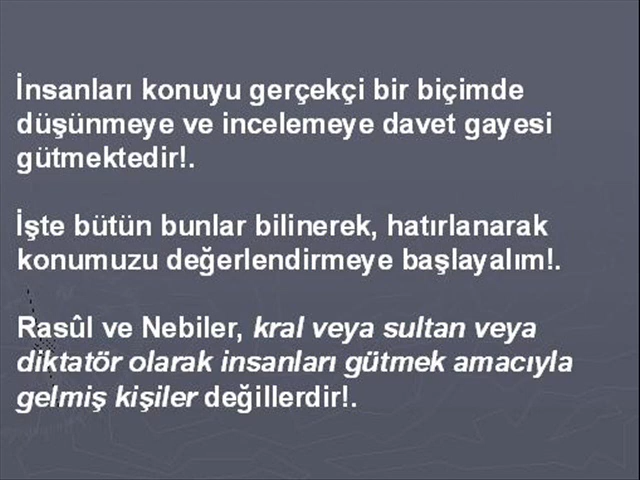 İnsanları konuyu gerçekçi bir biçimde
düşünmeye ve incelemeye davet gayesi
gütmektedir!.
İşte bütün bunlar bilinerek, hatırlanarak
konumuzu değerlendirmeye başlayalım!.
Rasûl ve Nebiler, kral veya sultan veya
diktatör olarak insanları gütmek amacıyla
gelmiş kişiler değillerdir!.